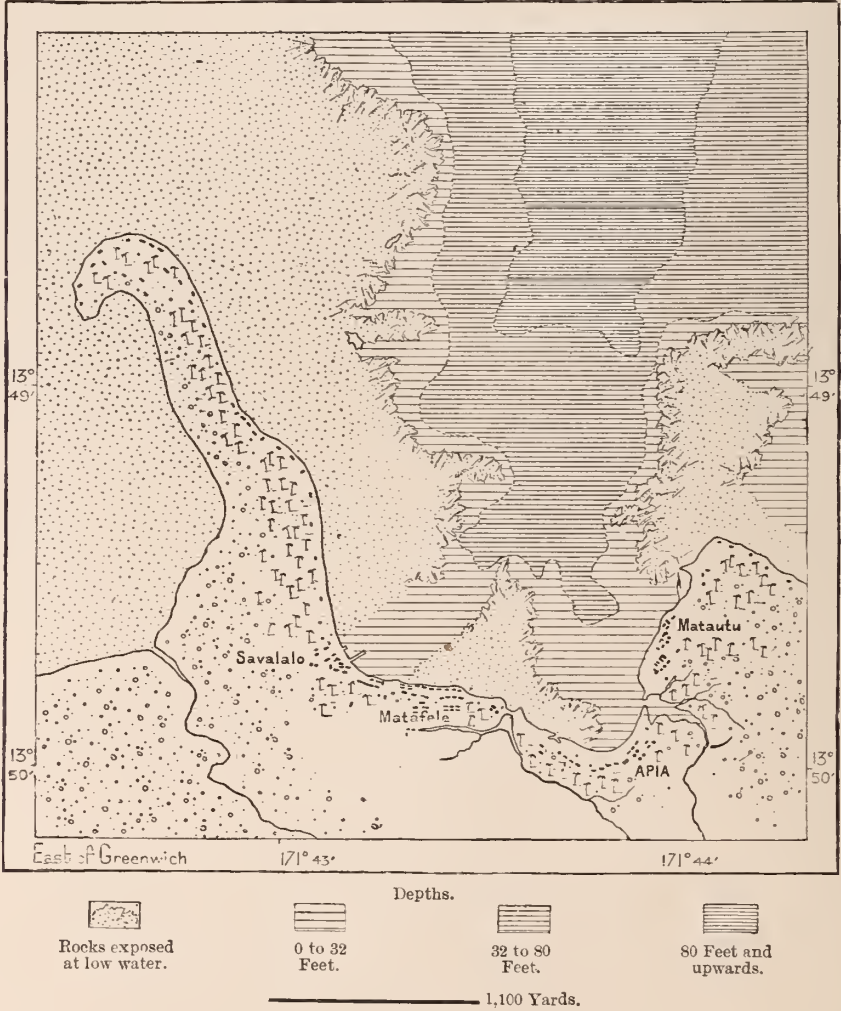 13°
49′
13°
49′
Matautu
Savalalo
Matafele
APIA
13°
50′
13°
50′
East of Greenwich
171°43′
171°44′
Depths.
Rocks exposed
at low water.
0 to 32
Feet.
32 to 80
Feet.
80 Feet and
upwards.
1,100 Yards.